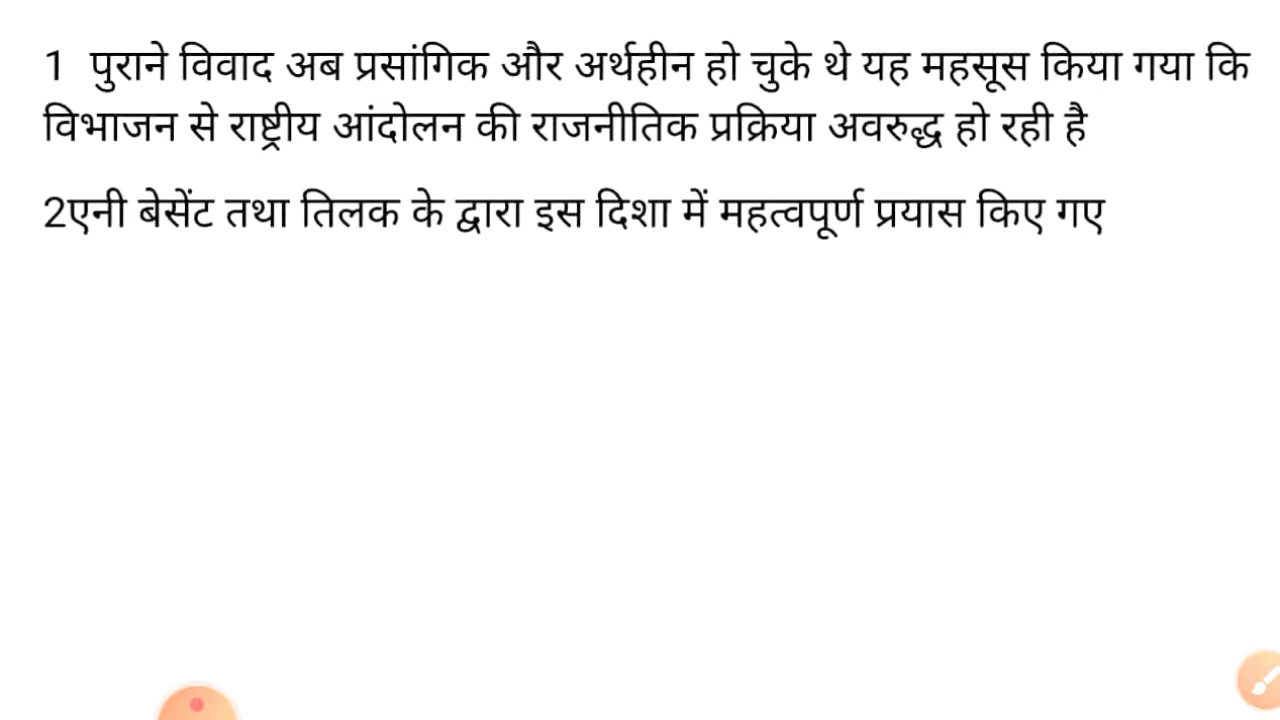 1 पुराने विवाद अब प्रसांगिक और अर्थहीन हो चुके थे यह महसूस किया गया कि
विभाजन से राष्ट्रीय आंदोलन की राजनीतिक प्रक्रिया अवरुद्ध हो रही है
2एनी बेसेंट तथा तिलक के द्वारा इस दिशा में महत्वपूर्ण प्रयास किए गए